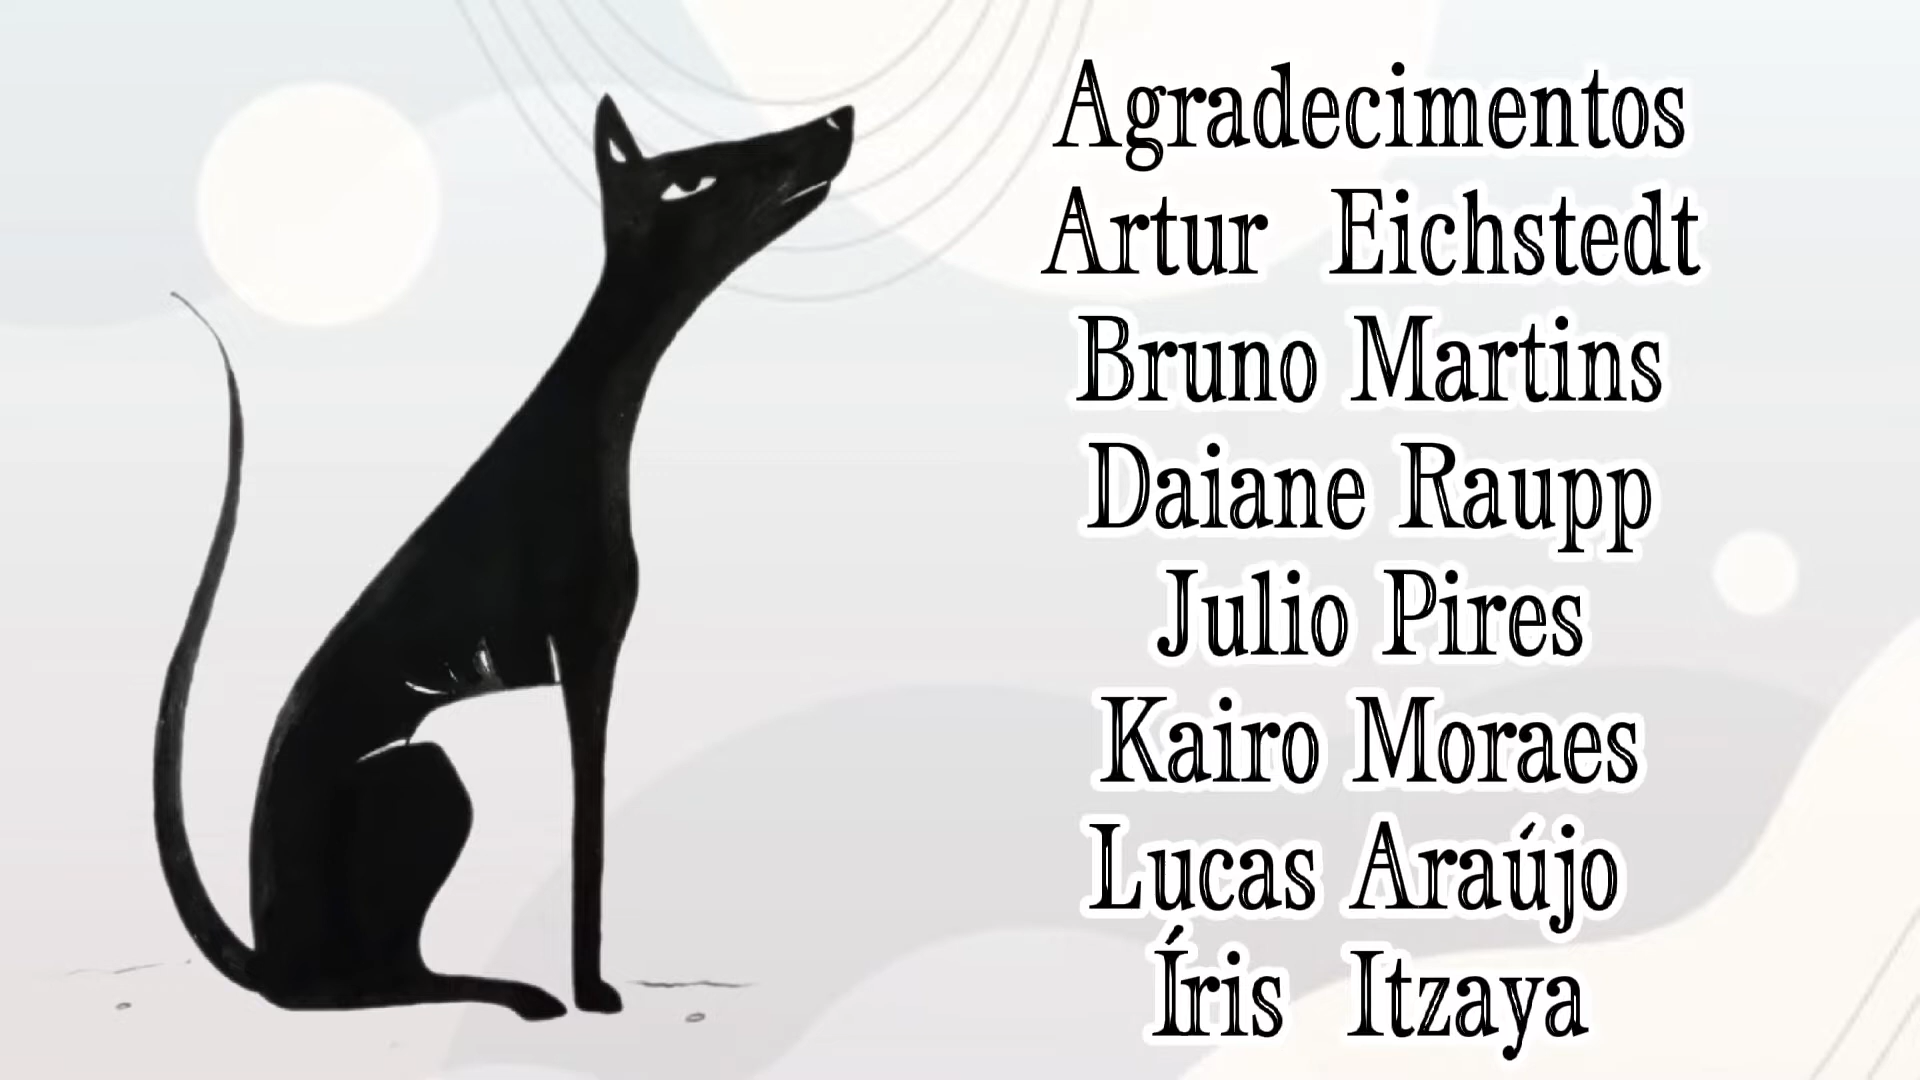 Agradecimentos
Artur Eichstedt
Bruno Martins
Daiane Raupp
Julio Pires
Kairo Moraes
Lucas Araújo
Íris Itzaya